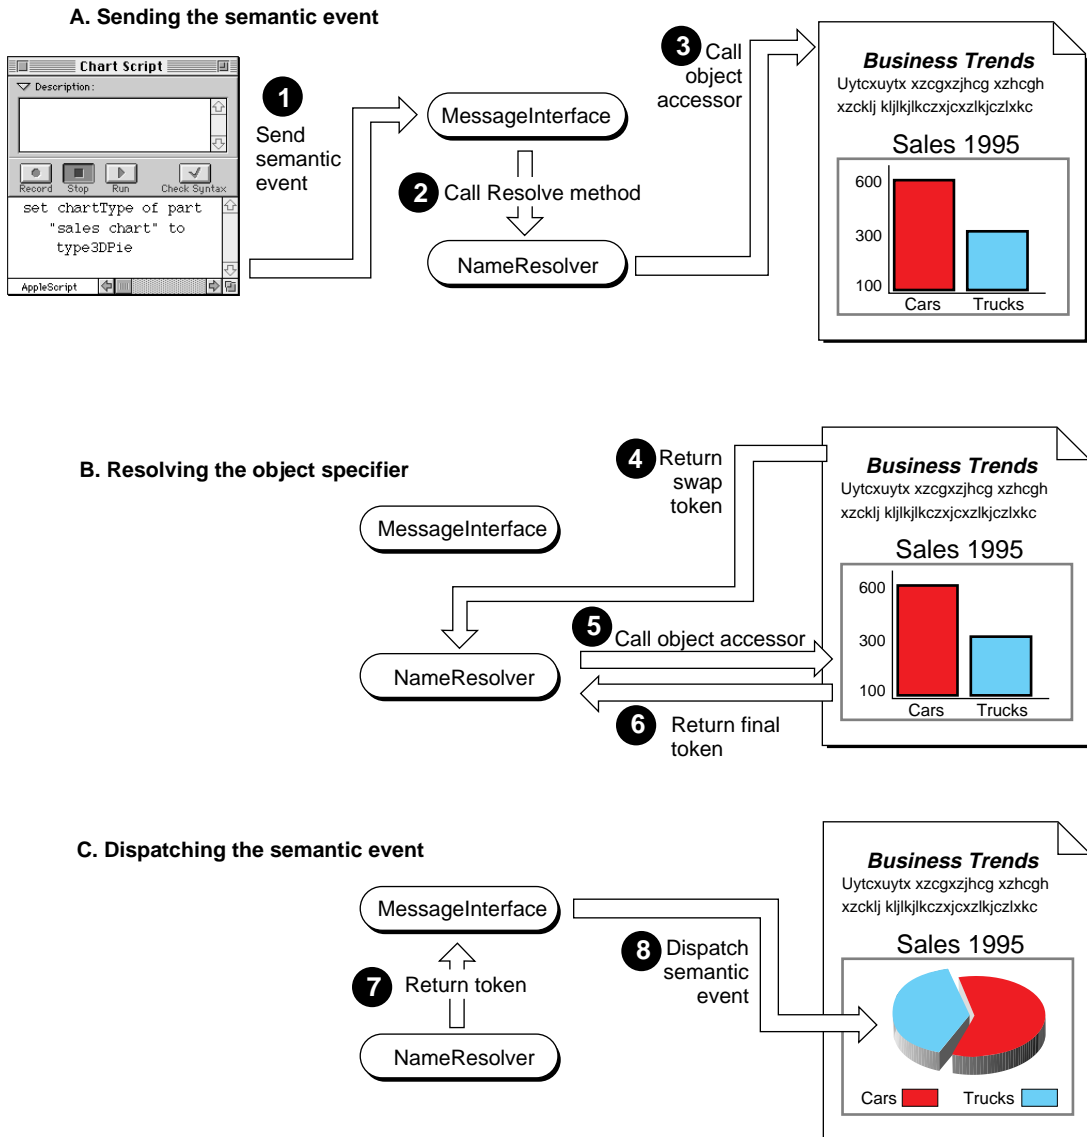 A. Sending the semantic event
Chart Script
Description:
Record Stop Run Check Syntax
set chartType of part
"sales chart" to
type3DPie
AppleScript
1
Send
semantic
event
MessageInterface
2 Call Resolve method
NameResolver
3 Call
object
accessor
Business Trends
Uytcxuytx xzcgxzjhcg xzhcgh
xzcklj kljlkjlkczxjcxzlkjczlxkc
Sales 1995
600
300
100
Cars Trucks
B. Resolving the object specifier
MessageInterface
NameResolver
4 Return
swap
token
5 Call object accessor
6 Return final
token
Business Trends
Uytcxuytx xzcgxzjhcg xzhcgh
xzcklj kljlkjlkczxjcxzlkjczlxkc
Sales 1995
600
300
100
Cars Trucks
C. Dispatching the semantic event
MessageInterface
7 Return token
NameResolver
8 Dispatch
semantic
event
Business Trends
Uytcxuytx xzcgxzjhcg xzhcgh
xzcklj kljlkjlkczxjcxzlkjczlxkc
Sales 1995
Cars Trucks